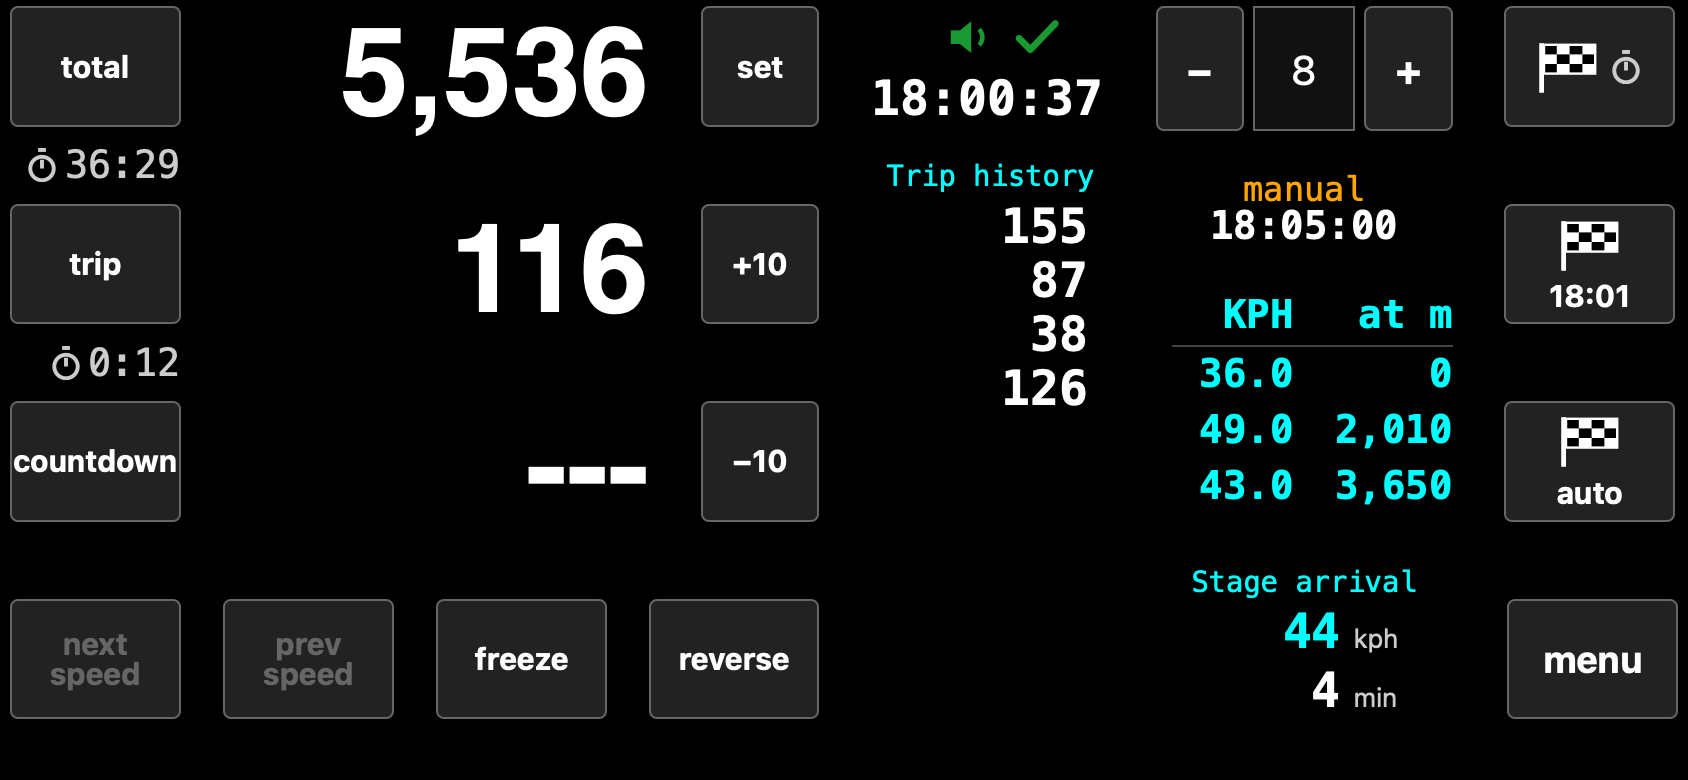 total
5,536
set
36:29
trip
116
+10
0:12
countdown
---
–10
next
speed
prev
speed
freeze
reverse
18:00:37
Trip history
155
87
38
126
–
8
+
manual
18:05:00
KPH at m
36.0 0
49.0 2,010
43.0 3,650
Stage arrival
44 kph
4 min
18:01
auto
menu